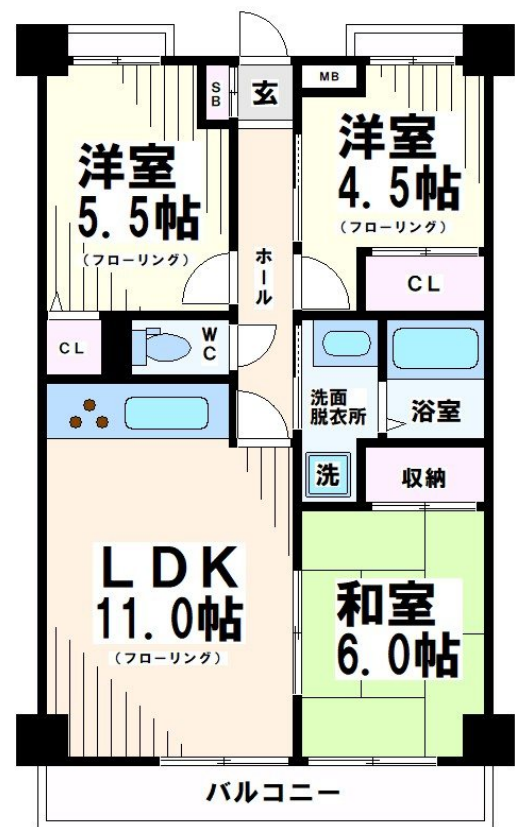 SB
玄
MB
洋室
5.5帖
(フローリング)
洋室
4.5帖
(フローリング)
ホール
CL
CL
WC
洗面
脱衣所
浴室
洗
収納
LDK
11.0帖
(フローリング)
和室
6.0帖
バルコニー